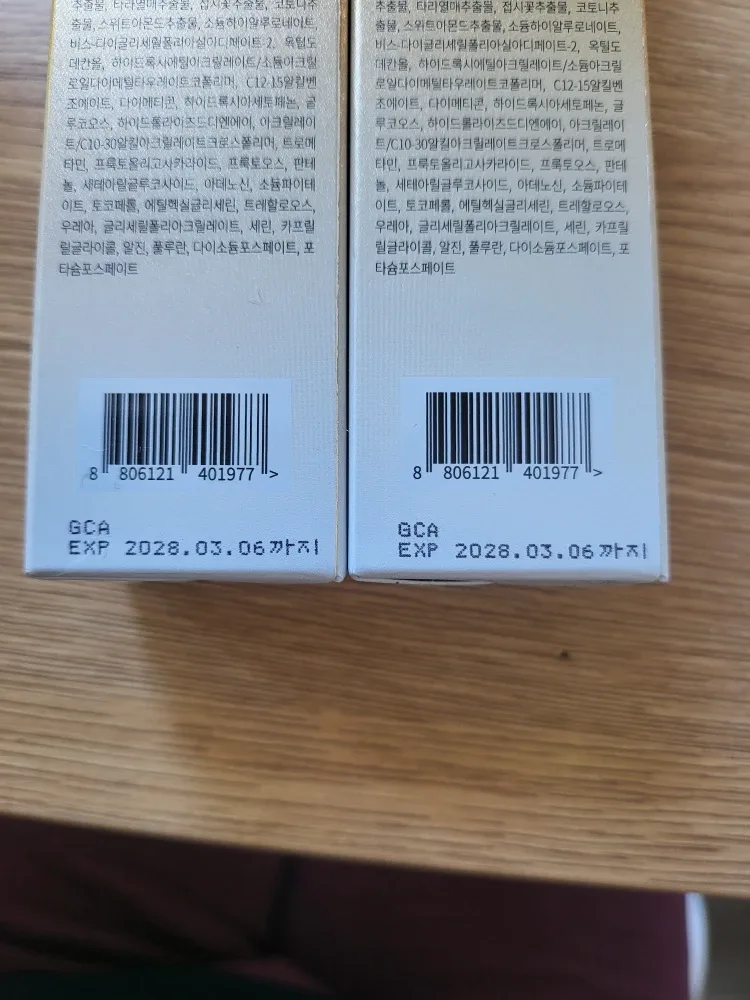 추출물, 타라열매추출물, 접시꽃추출물, 코토니추
출물, 스위트아몬드추출물, 소듐하이알루로네이트,
비스-다이글리세릴폴리아실아디페이트-2, 옥틸도
데칸올, 하이드록시에틸아크릴레이트/소듐아크릴
로일다이메틸타우레이트코폴리머, C12-15알킬벤
조에이트, 다이메티콘, 하이드록시아세토페논, 글
루코오스, 하이드롤라이즈드디엔에이, 아크릴레이
트/C10-30알킬아크릴레이트크로스폴리머, 트로메
타민, 프룩토올리고사카라이드, 프룩토오스, 판테
놀, 세테아릴글루코사이드, 아데노신, 소듐파이테
이트, 토코페롤, 에틸헥실글리세린, 트레할로오스,
우레아, 글리세릴폴리아크릴레이트, 세린, 카프릴
릴글라이콜, 알진, 풀루란, 다이소듐포스페이트, 포
타슘포스페이트
8 806121 401977 >
GCA
EXP 2028.03.06까지
추출물, 타라열매추출물, 접시꽃추출물, 코토니추
출물, 스위트아몬드추출물, 소듐하이알루로네이트,
비스-다이글리세릴폴리아실아디페이트-2, 옥틸도
데칸올, 하이드록시에틸아크릴레이트/소듐아크릴
로일다이메틸타우레이트코폴리머, C12-15알킬벤
조에이트, 다이메티콘, 하이드록시아세토페논, 글
루코오스, 하이드롤라이즈드디엔에이, 아크릴레이
트/C10-30알킬아크릴레이트크로스폴리머, 트로메
타민, 프룩토올리고사카라이드, 프룩토오스, 판테
놀, 세테아릴글루코사이드, 아데노신, 소듐파이테
이트, 토코페롤, 에틸헥실글리세린, 트레할로오스,
우레아, 글리세릴폴리아크릴레이트, 세린, 카프릴
릴글라이콜, 알진, 풀루란, 다이소듐포스페이트, 포
타슘포스페이트
8 806121 401977 >
GCA
EXP 2028.03.06까지